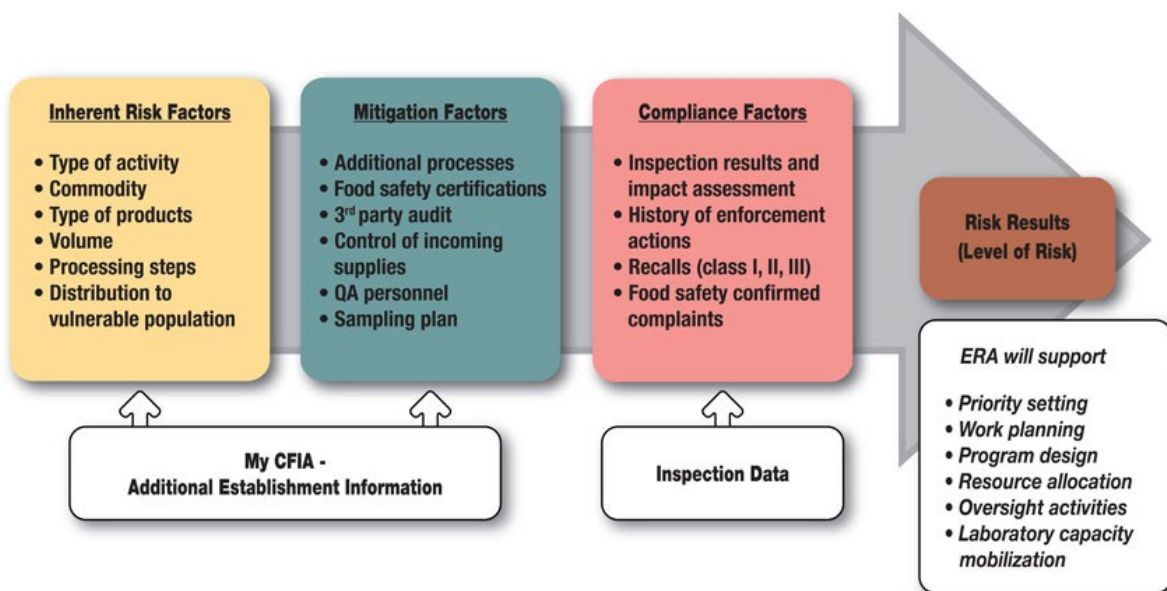 Inherent Risk Factors
• Type of activity
• Commodity
• Type of products
• Volume
• Processing steps
• Distribution to
vulnerable population
Mitigation Factors
• Additional processes
• Food safety certifications
• 3rd party audit
• Control of incoming
supplies
• QA personnel
• Sampling plan
Compliance Factors
• Inspection results and
impact assessment
• History of enforcement
actions
• Recalls (class I, II, III)
• Food safety confirmed
complaints
Risk Results
(Level of Risk)
My CFIA -
Additional Establishment Information
Inspection Data
ERA will support
• Priority setting
• Work planning
• Program design
• Resource allocation
• Oversight activities
• Laboratory capacity
mobilization